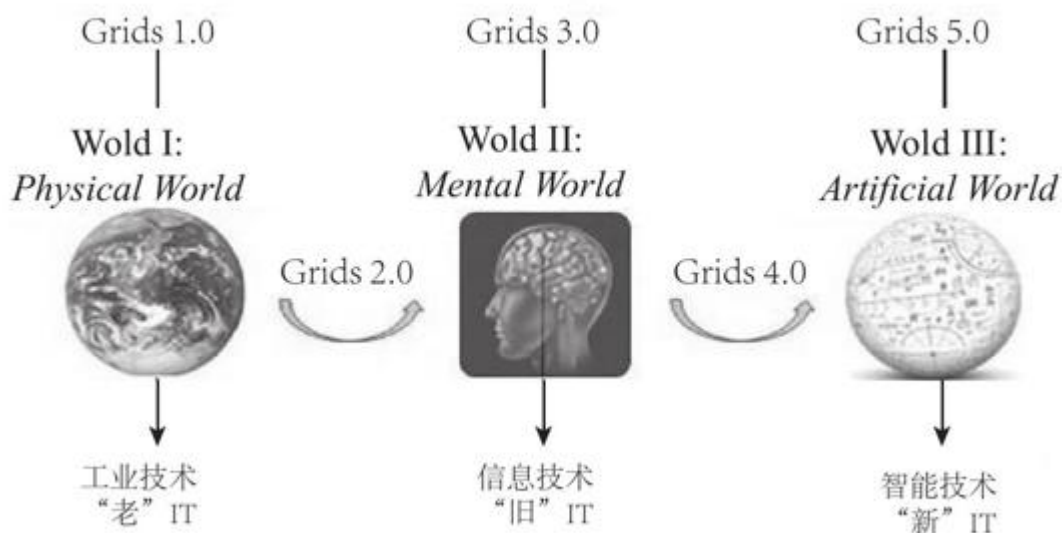 Grids 1.0
Grids 3.0
Grids 5.0
Wold I:
Physical World
Wold II:
Mental World
Wold III:
Artificial World
Grids 2.0
Grids 4.0
工业技术
“老” IT
信息技术
“旧” IT
智能技术
“新” IT